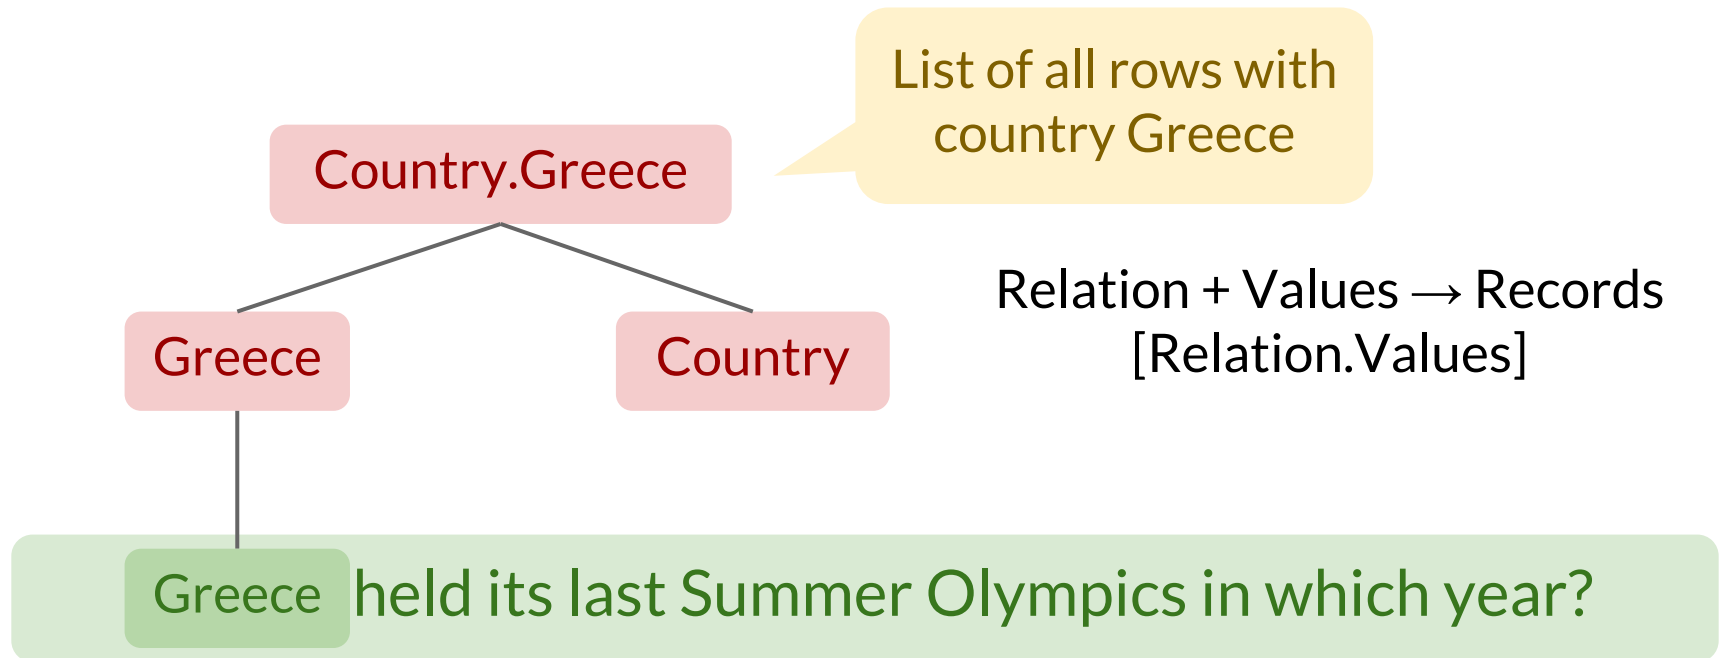 List of all rows with
country Greece
Country.Greece
Relation + Values → Records
[Relation.Values]
Greece
Country
Greece held its last Summer Olympics in which year?